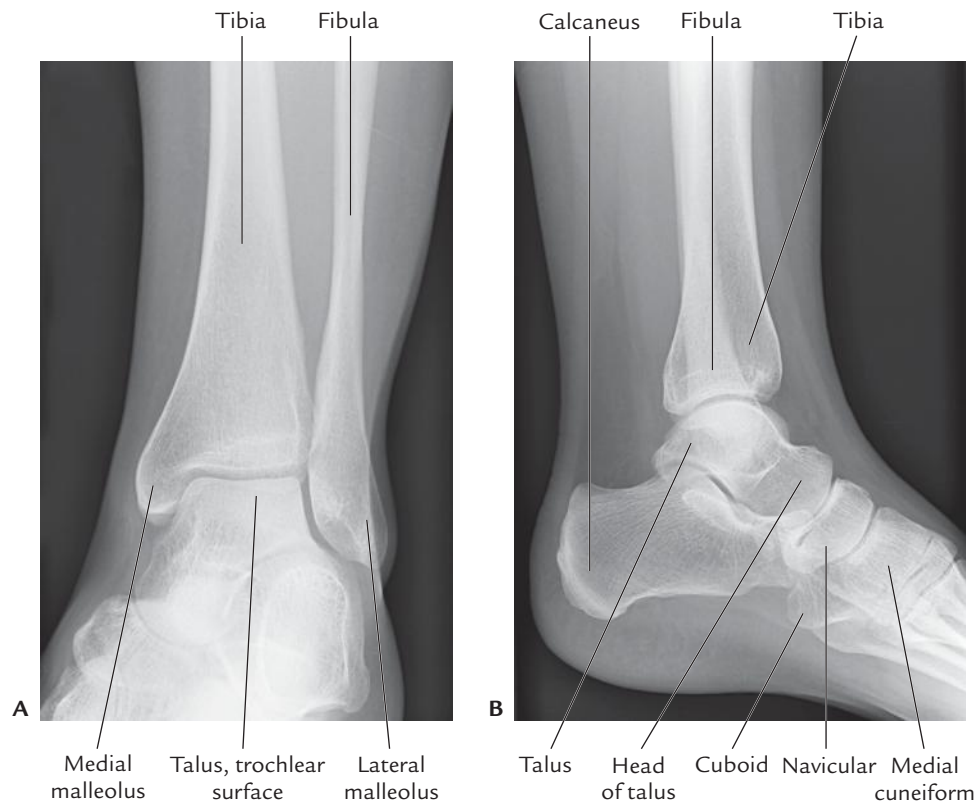 Tibia Fibula
Calcaneus Fibula Tibia
A
B
Medial
malleolus
Talus, trochlear
surface
Lateral
malleolus
Talus
Head
of talus
Cuboid
Navicular
Medial
cuneiform